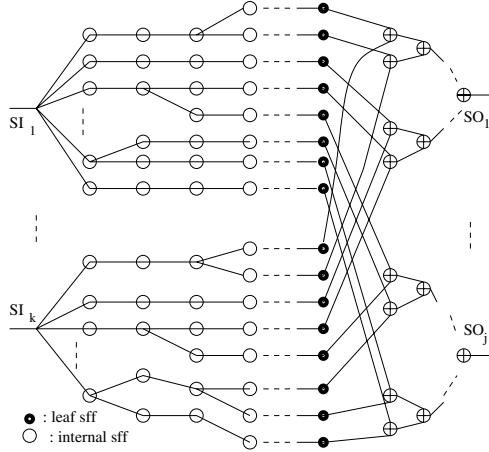 SI 1
SO 1
SI k
SO j
: leaf sff
: internal sff